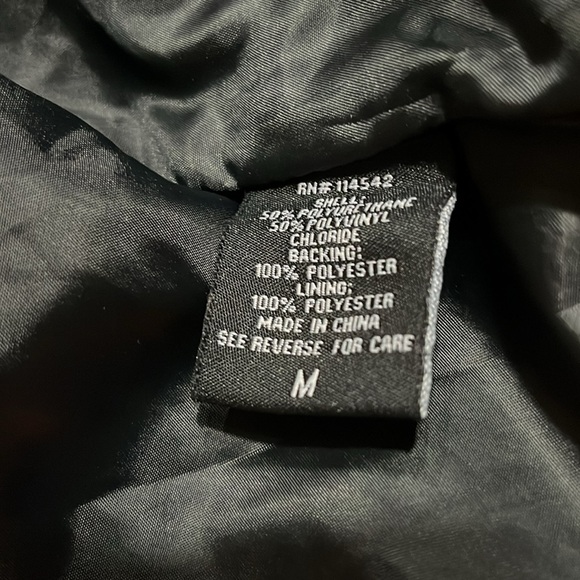 RN# 114542
SHELL:
50% POLYURETHANE
50% POLYVINYL
CHLORIDE
BACKING:
100% POLYESTER
LINING:
100% POLYESTER
MADE IN CHINA
SEE REVERSE FOR CARE
M